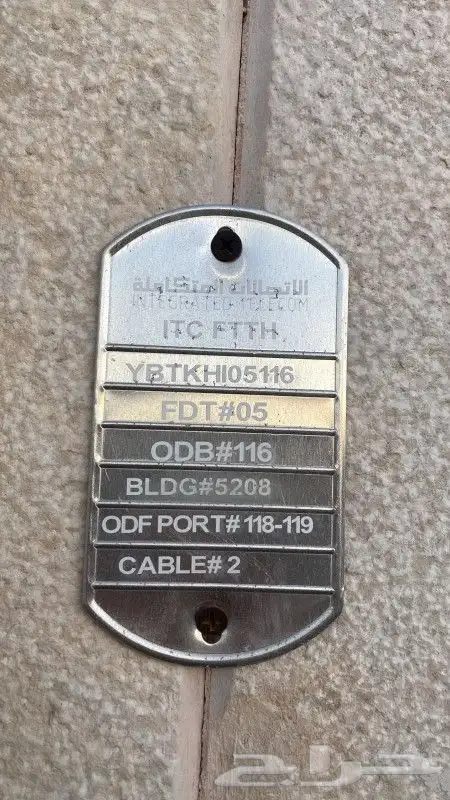 الاتصالات المتكاملة
INTEGRATED TELECOM
ITC FTTH
YBTKHI05116
FDT#05
ODB#116
BLDG#5208
ODF PORT# 118-119
CABLE# 2
حراج